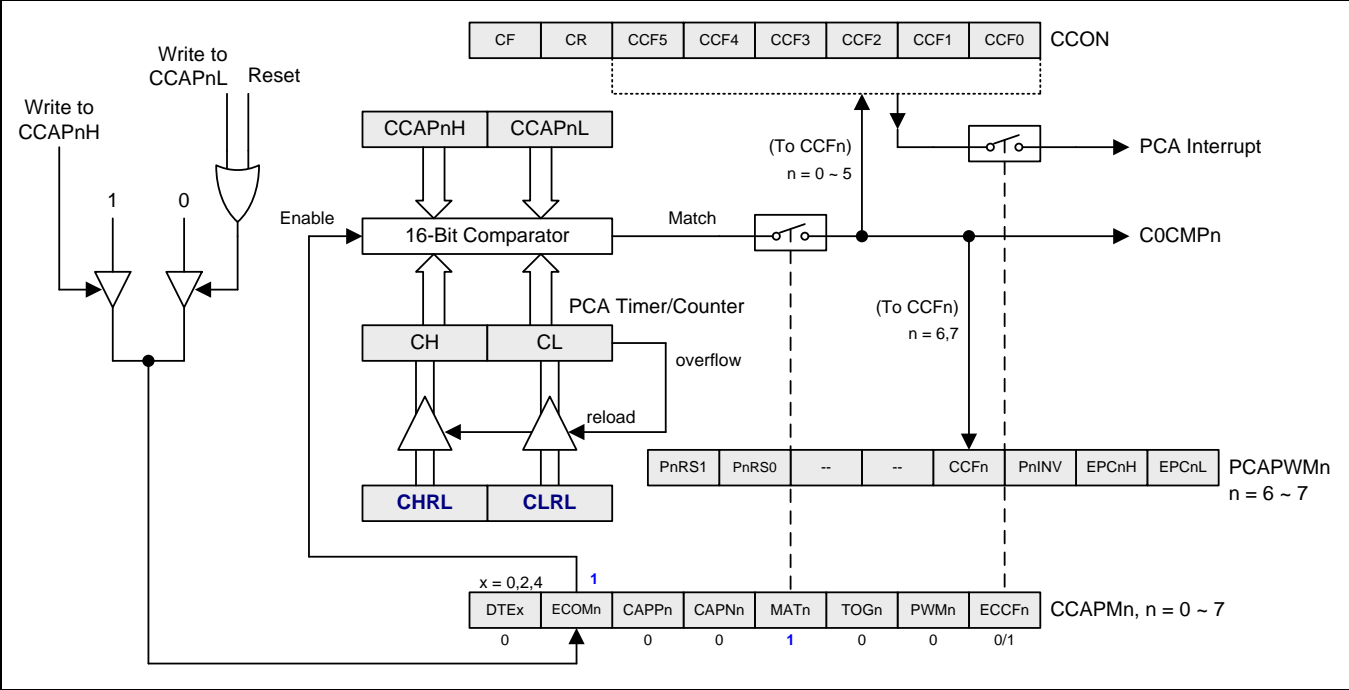 CF CR CCF5 CCF4 CCF3 CCF2 CCF1 CCF0 CCON
Write to
CCAPnL
Reset
Write to
CCAPnH
CCAPnH CCAPnL
(To CCFn)
n = 0 ~ 5
PCA Interrupt
1 0
Enable
16-Bit Comparator
Match
C0CMPn
PCA Timer/Counter
(To CCFn)
n = 6,7
CH CL
overflow
reload
PnRS1 PnRS0 -- -- CCFn PnINV EPCnH EPCnL PCAPWMn
n = 6 ~ 7
CHRL CLRL
x = 0,2,4 1
DTEx ECOMn CAPPn CAPNn MATn TOGn PWMn ECCFn CCAPMn, n = 0 ~ 7
0 0 0 1 0 0 0/1